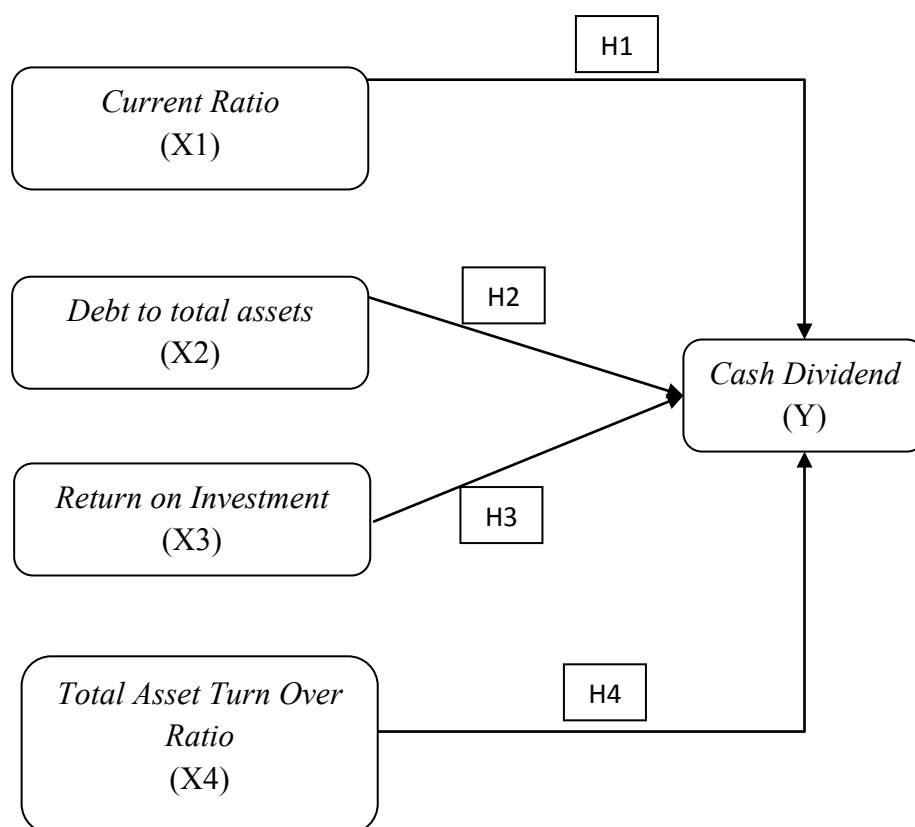 H1
Current Ratio
(X1)
H2
Debt to total assets
(X2)
Cash Dividend
(Y)
Return on Investment
(X3)
H3
Total Asset Turn Over
Ratio
(X4)
H4